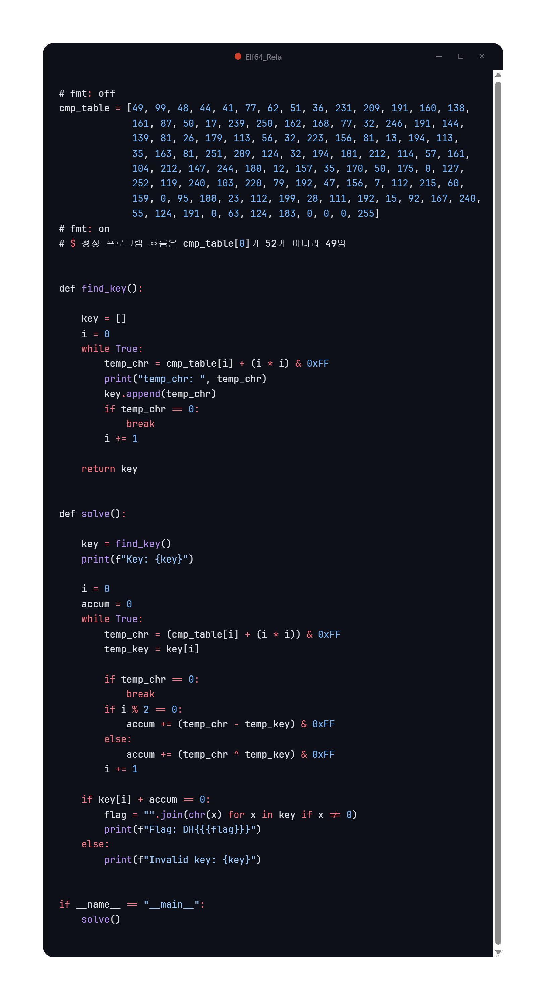 Elf64_Rela
# fmt: off
cmp_table = [49, 99, 48, 44, 41, 77, 62, 51, 36, 231, 209, 191, 160, 138,
             161, 87, 50, 17, 239, 250, 162, 168, 77, 32, 246, 191, 144,
             139, 81, 26, 179, 113, 56, 32, 223, 156, 81, 13, 194, 113,
             35, 163, 81, 251, 209, 124, 32, 194, 101, 212, 114, 57, 161,
             104, 212, 147, 244, 180, 12, 157, 35, 170, 50, 175, 0, 127,
             252, 119, 240, 103, 220, 79, 192, 47, 156, 7, 112, 215, 60,
             159, 0, 95, 188, 23, 112, 199, 28, 111, 192, 15, 92, 167, 240,
             55, 124, 191, 0, 63, 124, 183, 0, 0, 0, 255]
# fmt: on
# $ 정상 프로그램 흐름은 cmp_table[0]가 52가 아니라 49임
def find_key():
    key = []
    i = 0
    while True:
        temp_chr = cmp_table[i] + (i * i) & 0xFF
        print("temp_chr: ", temp_chr)
        key.append(temp_chr)
        if temp_chr == 0:
            break
        i += 1
    return key
def solve():
    key = find_key()
    print(f"Key: {key}")
    i = 0
    accum = 0
    while True:
        temp_chr = (cmp_table[i] + (i * i)) & 0xFF
        temp_key = key[i]
        if temp_chr == 0:
            break
        if i % 2 == 0:
            accum += (temp_chr - temp_key) & 0xFF
        else:
            accum += (temp_chr ^ temp_key) & 0xFF
        i += 1
    if key[i] + accum == 0:
        flag = "".join(chr(x) for x in key if x != 0)
        print(f"Flag: DH{{{flag}}}")
    else:
        print(f"Invalid key: {key}")
if __name__ == "__main__":
    solve()